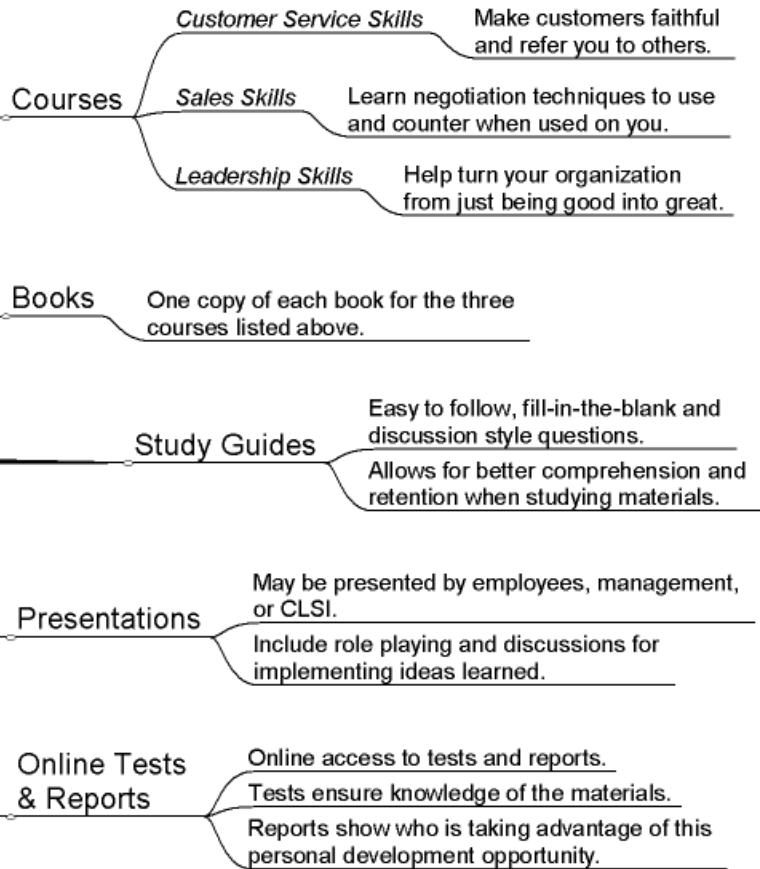 Customer Service Skills
Make customers faithful
and refer you to others.
Courses
Sales Skills
Learn negotiation techniques to use
and counter when used on you.
Leadership Skills
Help turn your organization
from just being good into great.
Books
One copy of each book for the three
courses listed above.
Study Guides
Easy to follow, fill-in-the-blank and
discussion style questions.
Allows for better comprehension and
retention when studying materials.
Presentations
May be presented by employees, management,
or CLSI.
Include role playing and discussions for
implementing ideas learned.
Online Tests
& Reports
Online access to tests and reports.
Tests ensure knowledge of the materials.
Reports show who is taking advantage of this
personal development opportunity.